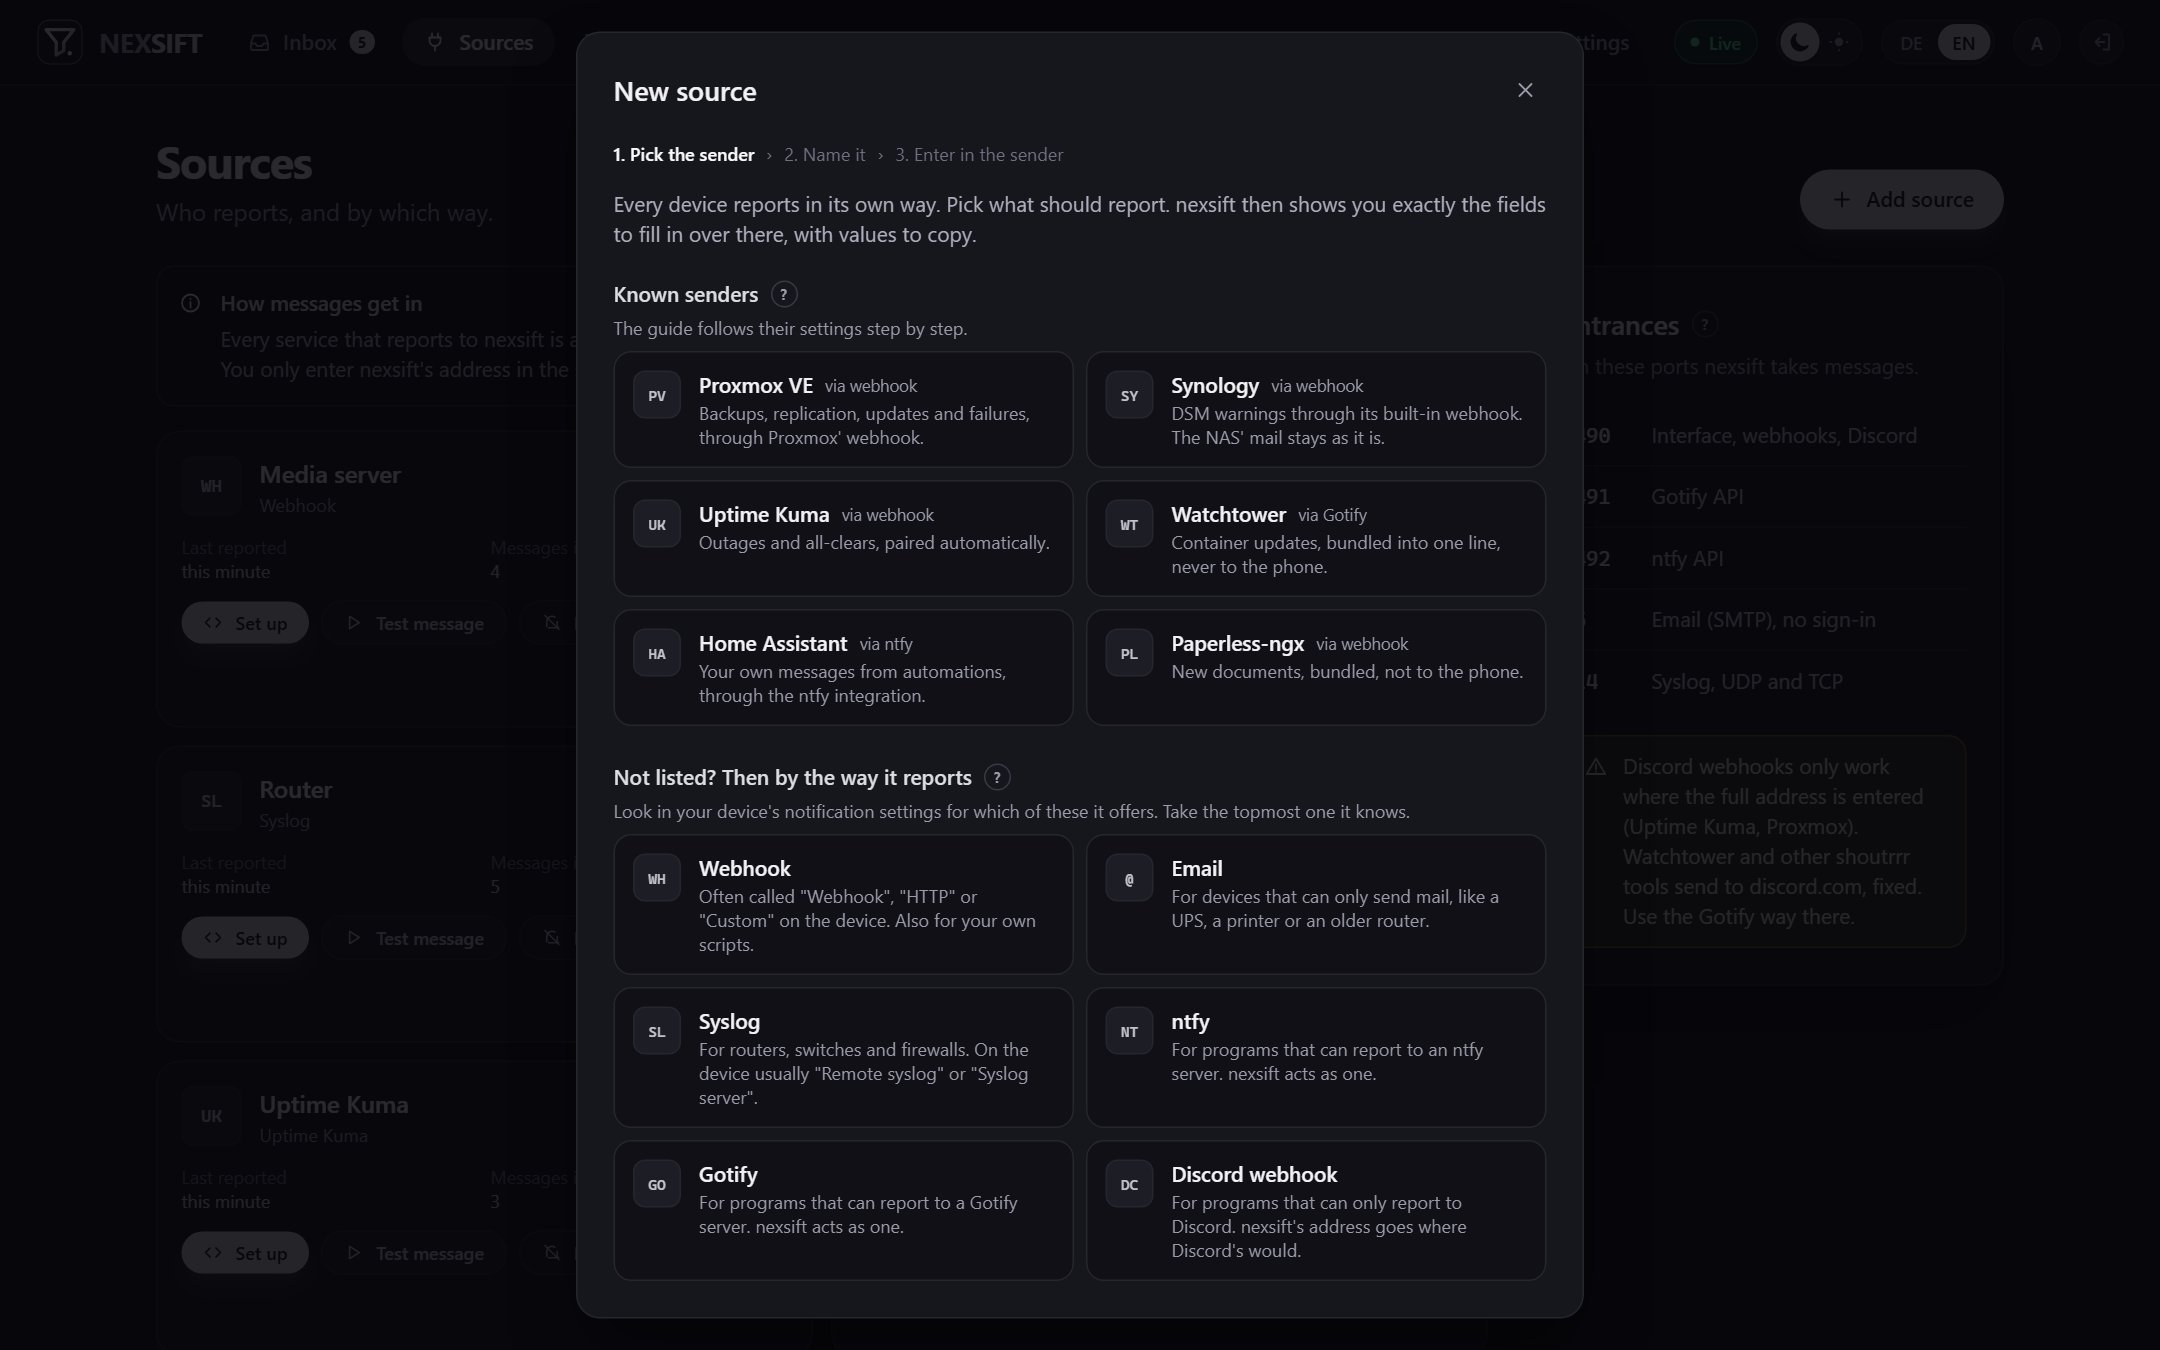 NEXSIFT
Inbox 5
Sources
ttings
Live
DE EN
A
Sources
Who reports, and by which way.
Add source
How messages get in
Every service that reports to nexsift is a
You only enter nexsift's address in the
WH
Media server
Webhook
Last reported
this minute
Messages i
4
Set up
Test message
SL
Router
Syslog
Last reported
this minute
Messages i
5
Set up
Test message
UK
Uptime Kuma
Uptime Kuma
Last reported
this minute
Messages i
3
Set up
Test message
New source
1. Pick the sender › 2. Name it › 3. Enter in the sender
Every device reports in its own way. Pick what should report. nexsift then shows you exactly the fields
to fill in over there, with values to copy.
Known senders ?
The guide follows their settings step by step.
PV
Proxmox VE via webhook
Backups, replication, updates and failures,
through Proxmox' webhook.
SY
Synology via webhook
DSM warnings through its built-in webhook.
The NAS' mail stays as it is.
UK
Uptime Kuma via webhook
Outages and all-clears, paired automatically.
WT
Watchtower via Gotify
Container updates, bundled into one line,
never to the phone.
HA
Home Assistant via ntfy
Your own messages from automations,
through the ntfy integration.
PL
Paperless-ngx via webhook
New documents, bundled, not to the phone.
Not listed? Then by the way it reports ?
Look in your device's notification settings for which of these it offers. Take the topmost one it knows.
WH
Webhook
Often called "Webhook", "HTTP" or
"Custom" on the device. Also for your own
scripts.
@
Email
For devices that can only send mail, like a
UPS, a printer or an older router.
SL
Syslog
For routers, switches and firewalls. On the
device usually "Remote syslog" or "Syslog
server".
NT
ntfy
For programs that can report to an ntfy
server. nexsift acts as one.
GO
Gotify
For programs that can report to a Gotify
server. nexsift acts as one.
DC
Discord webhook
For programs that can only report to
Discord. nexsift's address goes where
Discord's would.
ntrances ?
these ports nexsift takes messages.
90 Interface, webhooks, Discord
491 Gotify API
92 ntfy API
Email (SMTP), no sign-in
4 Syslog, UDP and TCP
Discord webhooks only work
where the full address is entered
(Uptime Kuma, Proxmox).
Watchtower and other shoutrrr
tools send to discord.com, fixed.
Use the Gotify way there.